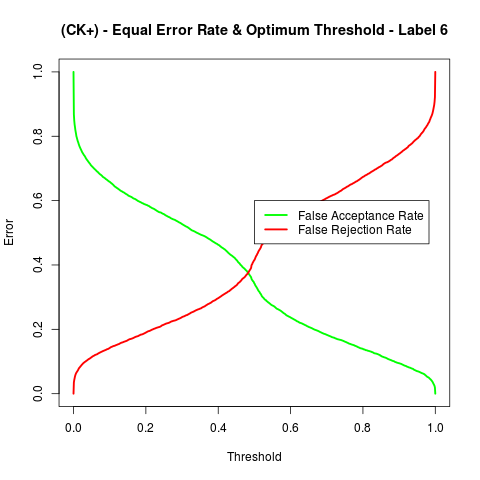 (CK+) - Equal Error Rate & Optimum Threshold - Label 6
Error
1.0
0.8
0.6
0.4
0.2
0.0
False Acceptance Rate
False Rejection Rate
0.0 0.2 0.4 0.6 0.8 1.0
Threshold